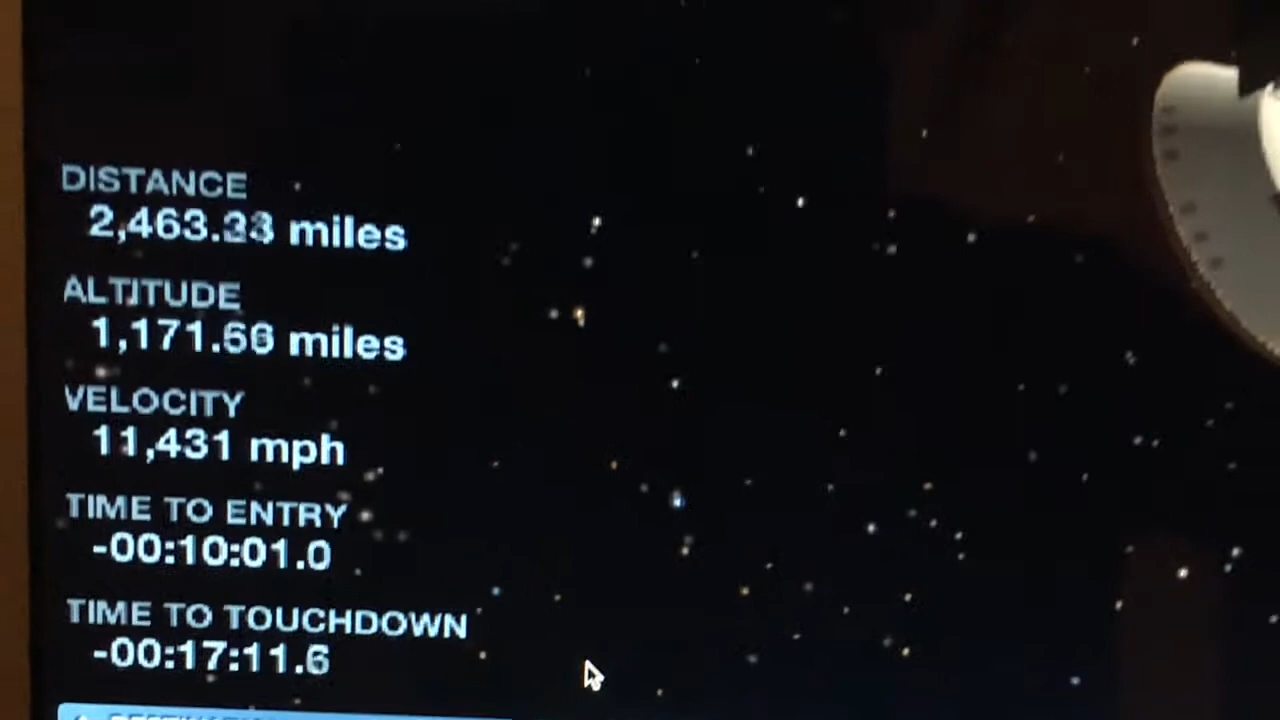 DISTANCE
2,463.33 miles
ALTITUDE
1,171.56 miles
VELOCITY
11,431 mph
TIME TO ENTRY
-00:10:01.0
TIME TO TOUCHDOWN
-00:17:11.6